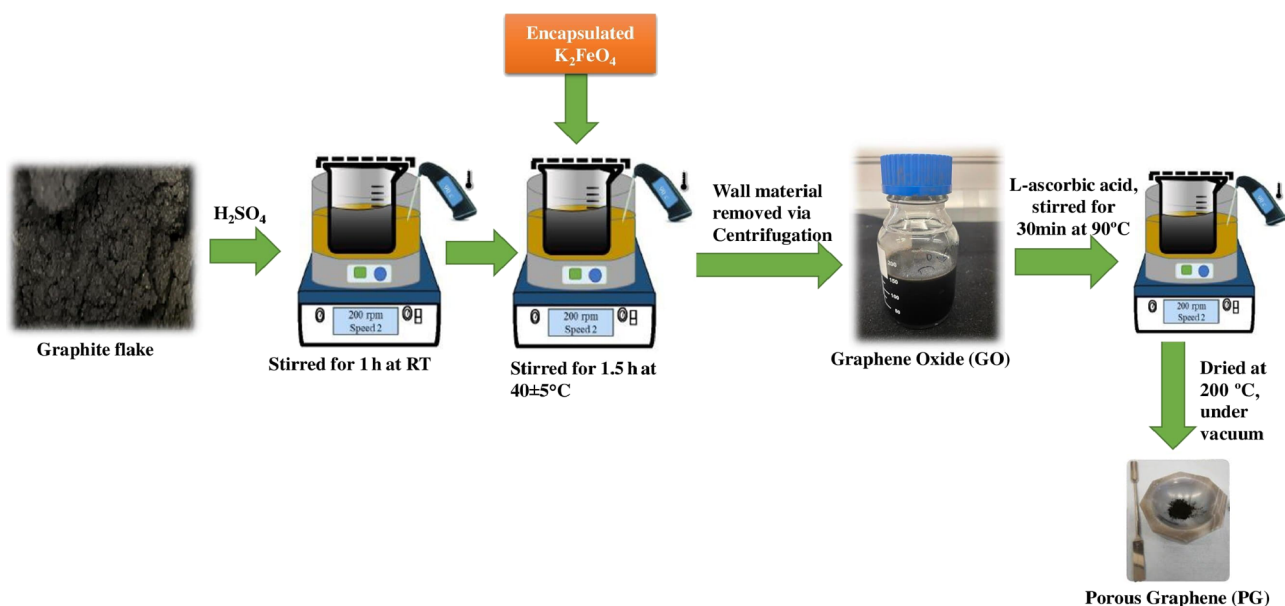 Encapsulated
K₂FeO₄
H₂SO₄
Wall material
removed via
Centrifugation
L-ascorbic acid,
stirred for
30min at 90ºC
200 rpm
Speed 2
200 rpm
Speed 2
200 rpm
Speed 2
Graphite flake
Stirred for 1 h at RT
Stirred for 1.5 h at
40±5°C
Graphene Oxide (GO)
Dried at
200 ºC,
under
vacuum
Porous Graphene (PG)